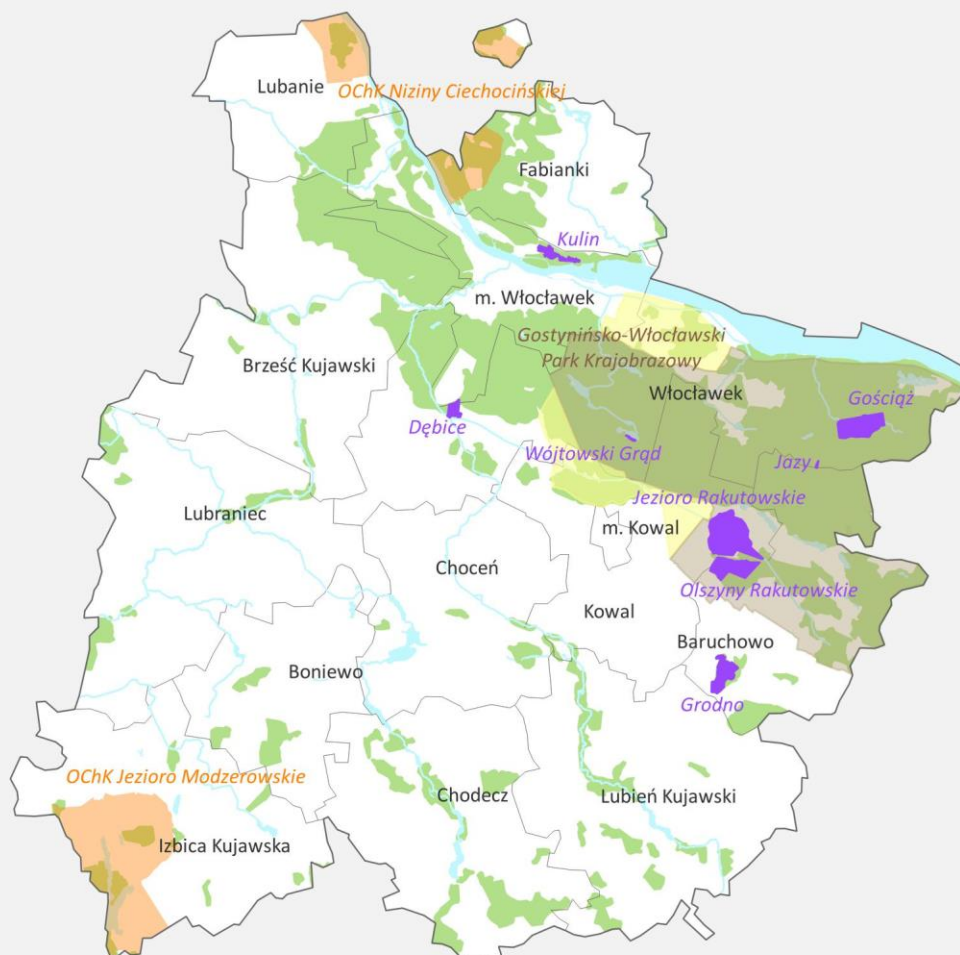 Lubanie
OChK Niziny Ciechocińskiej
Fabianki
Kulin
m. Włocławek
Gostynińsko-Włocławski
Park Krajobrazowy
Brześć Kujawski
Włocławek
Gościąż
Dębice
Wójtowski Grąd
Jazy
Jezioro Rakutowskie
Lubraniec
m. Kowal
Choceń
Olszyny Rakutowskie
Kowal
Baruchowo
Boniewo
Grodno
OChK Jezioro Modzerowskie
Chodecz
Lubień Kujawski
Izbica Kujawska